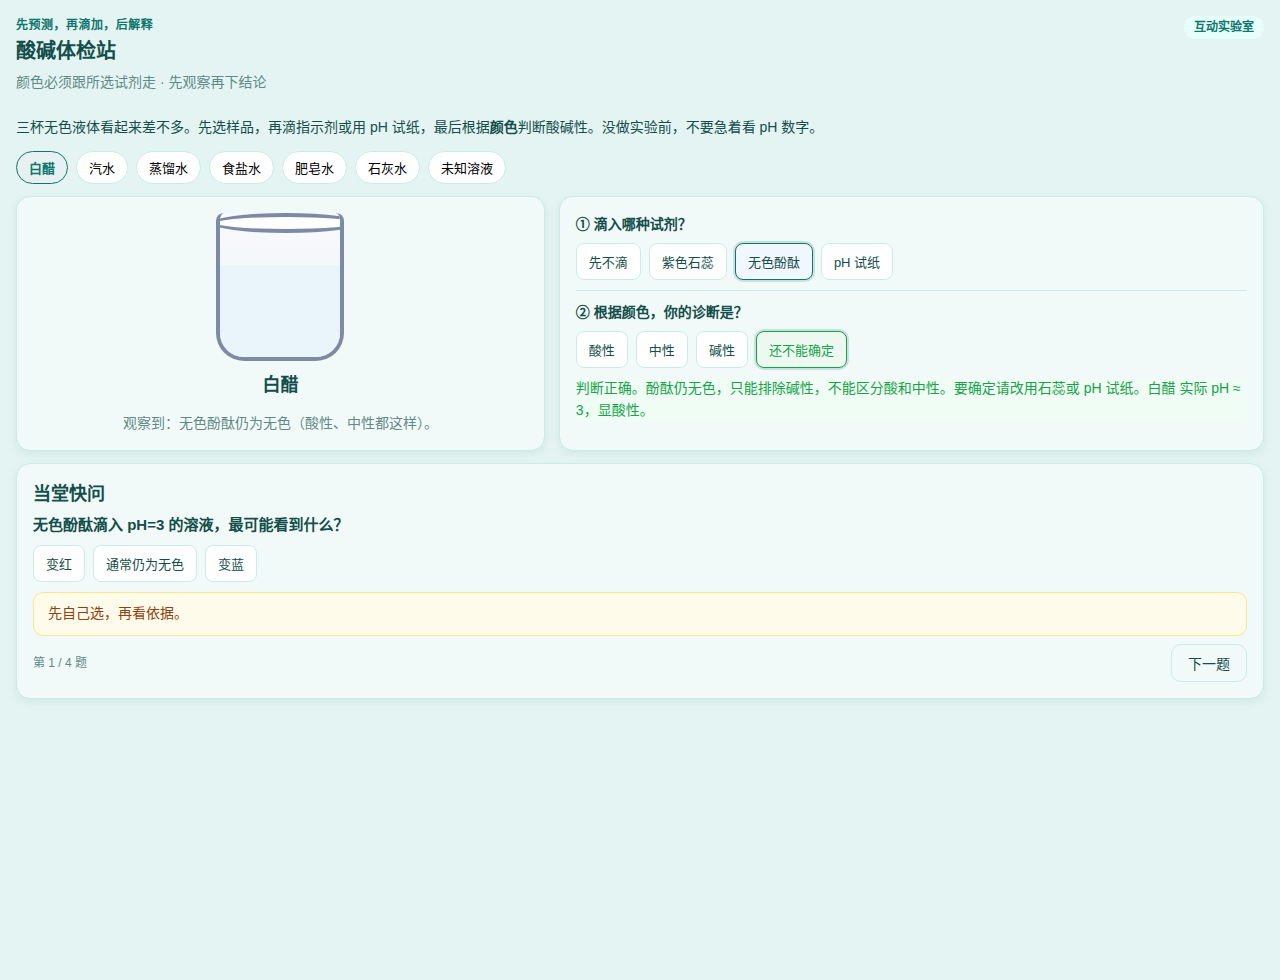 先预测，再滴加，后解释
互动实验室
酸碱体检站
颜色必须跟所选试剂走 · 先观察再下结论
三杯无色液体看起来差不多。先选样品，再滴指示剂或用 pH 试纸，最后根据颜色判断酸碱性。没做实验前，不要急着看 pH 数字。
白醋 汽水 蒸馏水 食盐水 肥皂水 石灰水 未知溶液
白醋
观察到：无色酚酞仍为无色（酸性、中性都这样）。
① 滴入哪种试剂？
先不滴 紫色石蕊 无色酚酞 pH 试纸
② 根据颜色，你的诊断是？
酸性 中性 碱性 还不能确定
判断正确。酚酞仍无色，只能排除碱性，不能区分酸和中性。要确定请改用石蕊或 pH 试纸。白醋 实际 pH ≈
3，显酸性。
当堂快问
无色酚酞滴入 pH=3 的溶液，最可能看到什么？
变红 通常仍为无色 变蓝
先自己选，再看依据。
第 1 / 4 题
下一题